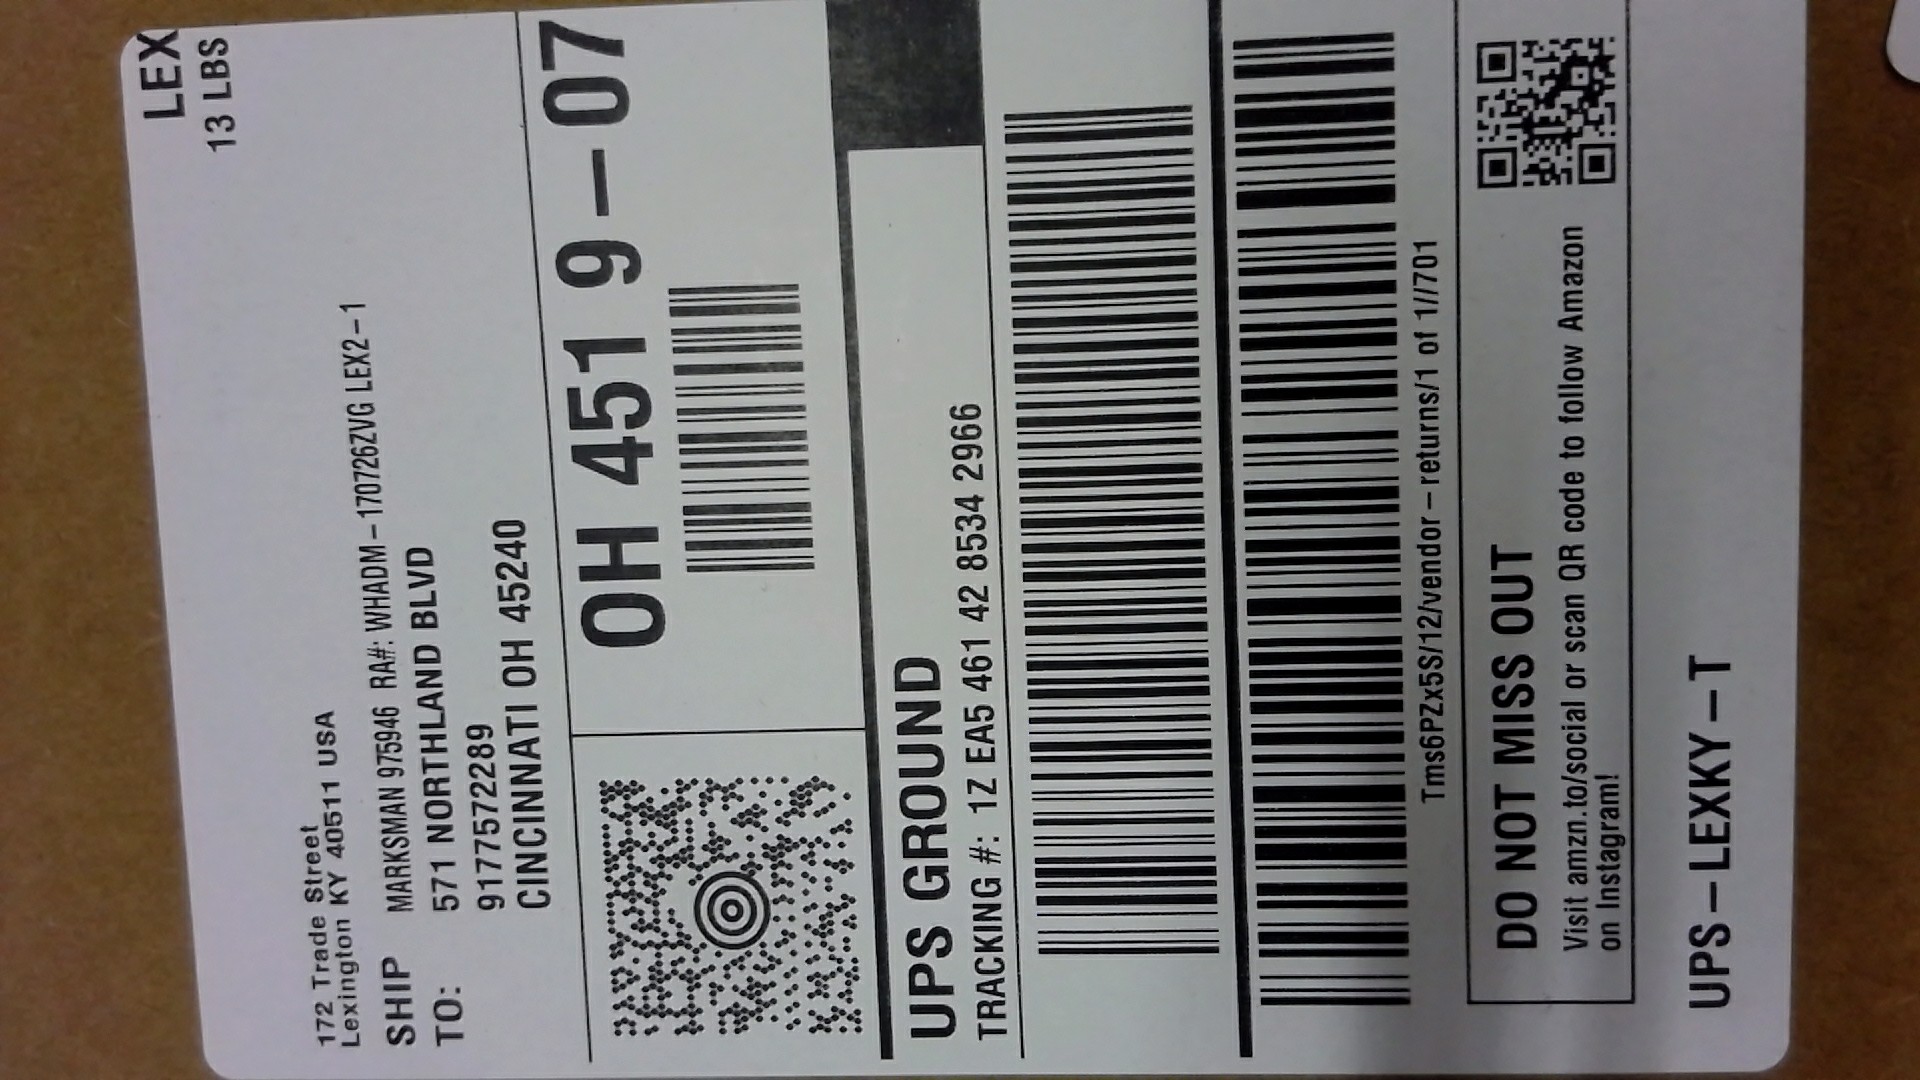 LEX
13 LBS
172 Trade Street
Lexington KY 40511 USA
SHIP
TO:
MARKSMAN 975946 RA#: WHADM-170726ZVG LEX2-1
571 NORTHLAND BLVD
9177572289
CINCINNATI OH 45240
OH 451 9-07
UPS GROUND
TRACKING #: 1Z EA5 461 42 8534 2966
Tms6PZx5S/12/vendor-returns/1 of 1//701
DO NOT MISS OUT
Visit amzn.to/social or scan QR code to follow Amazon
on Instagram!
UPS-LEXKY-T